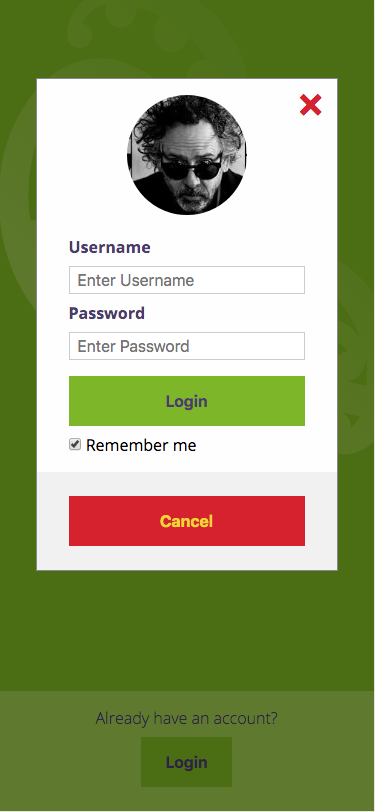 Username
Enter Username
Password
Enter Password
Login
Remember me
Cancel
Already have an account?
Login